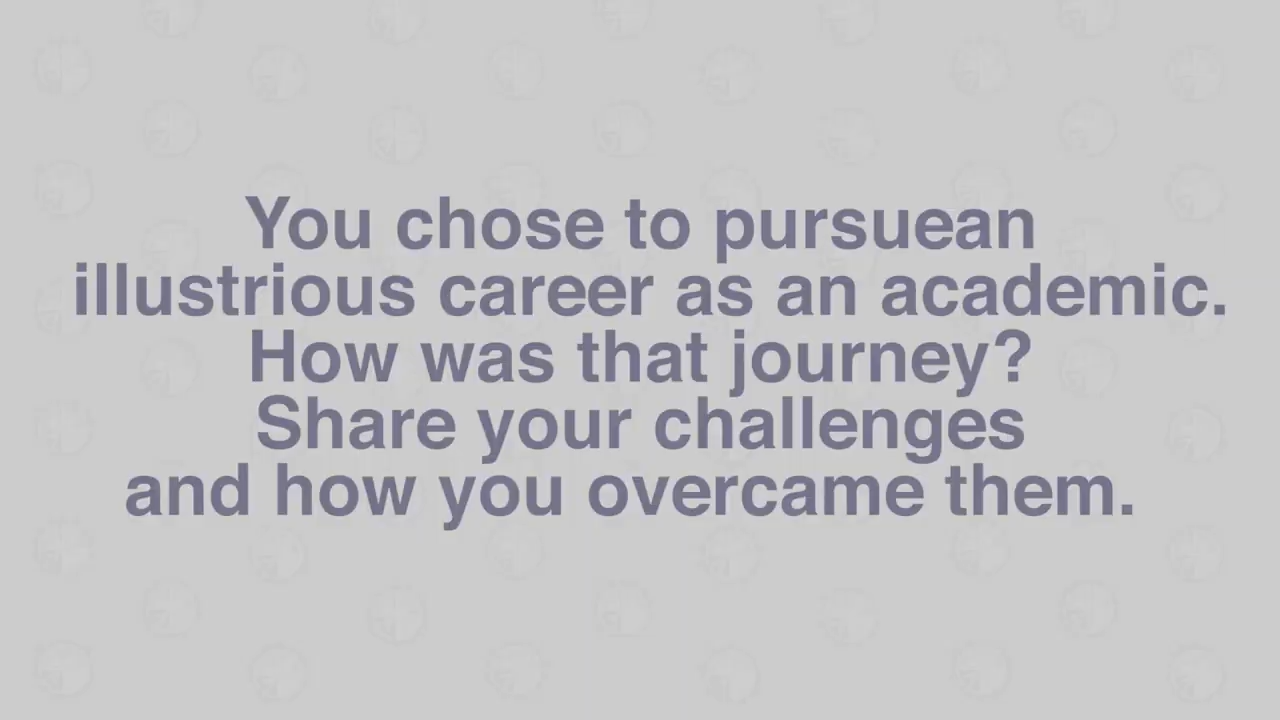 You chose to pursuean
illustrious career as an academic.
How was that journey?
Share your challenges
and how you overcame them.